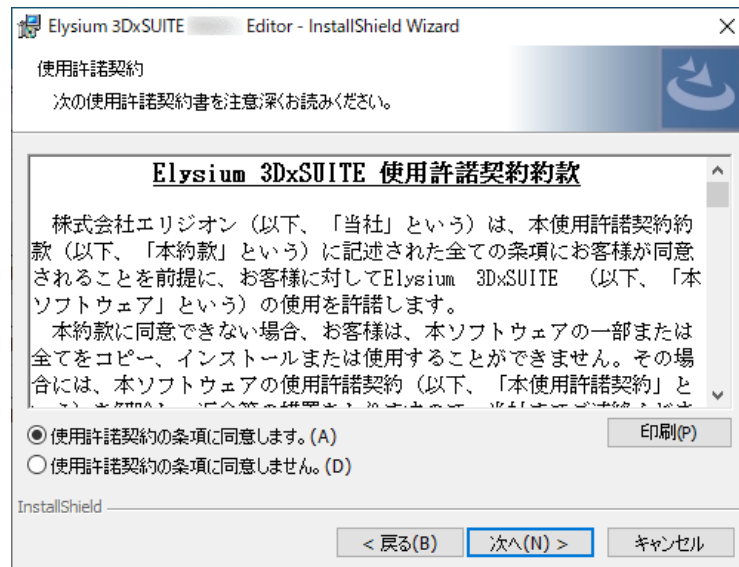 Elysium 3DxSUITE Editor - InstallShield Wizard
使用許諾契約
次の使用許諾契約書を注意深くお読みください。
Elysium 3DxSUITE 使用許諾契約約款
株式会社エリジオン（以下、「当社」という）は、本使用許諾契約約
款（以下、「本約款」という）に記述された全ての条項にお客様が同意
されることを前提に、お客様に対してElysium 3DxSUITE （以下、「本
ソフトウェア」という）の使用を許諾します。
本約款に同意できない場合、お客様は、本ソフトウェアの一部または
全てをコピー、インストールまたは使用することができません。その場
合には、本ソフトウェアの使用許諾契約（以下、「本使用許諾契約」と
使用許諾契約の条項に同意します。(A)
印刷(P)
使用許諾契約の条項に同意しません。(D)
InstallShield
< 戻る(B)
次へ(N) >
キャンセル